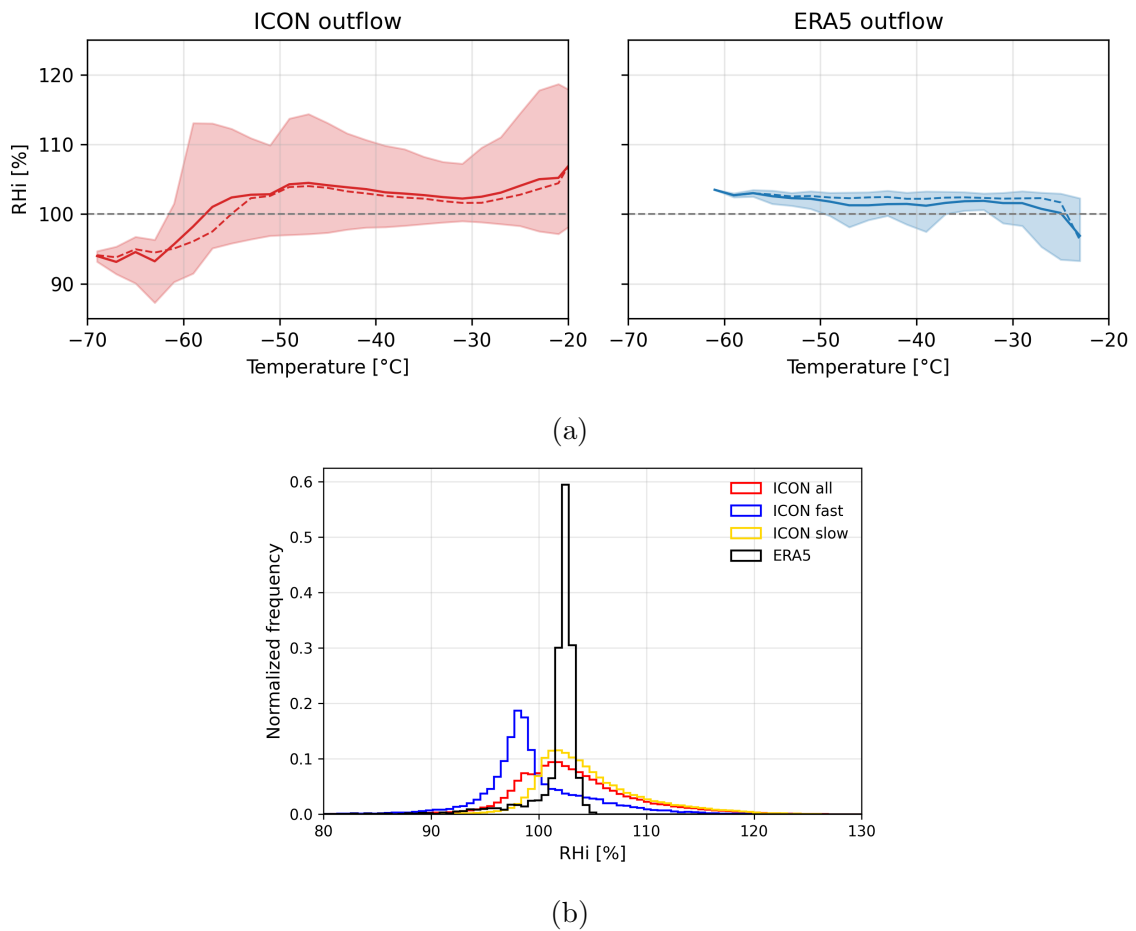 ICON outflow
ERA5 outflow
120
110
100
90
RHi [%]
−70 −60 −50 −40 −30 −20
−70 −60 −50 −40 −30 −20
Temperature [°C]
Temperature [°C]
(a)
0.6
0.5
0.4
0.3
0.2
0.1
0.0
Normalized frequency
ICON all
ICON fast
ICON slow
ERA5
80 90 100 110 120 130
RHi [%]
(b)